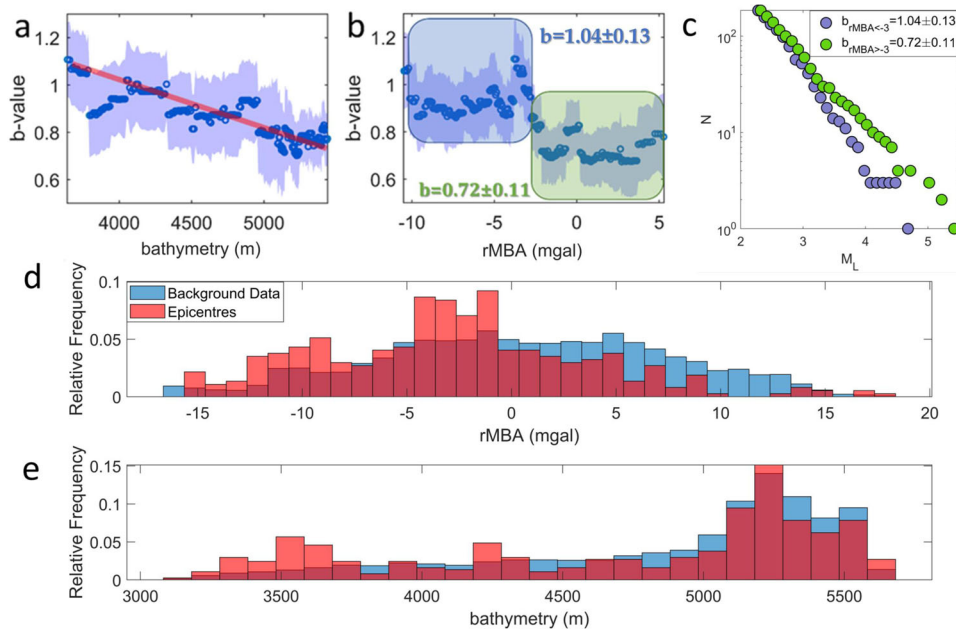 a
b-value
1.2
1
0.8
0.6
4000 4500 5000
bathymetry (m)
b
b-value
1.2
1
0.8
0.6
b=1.04±0.13
b=0.72±0.11
-10 -5 0 5
rMBA (mgal)
c
b_rMBA<-3=1.04±0.13
b_rMBA>-3=0.72±0.11
N
10²
10¹
10⁰
2 3 4 5
M_L
d
Relative Frequency
0.1
0.05
0
Background Data
Epicentres
-15 -10 -5 0 5 10 15 20
rMBA (mgal)
e
Relative Frequency
0.15
0.1
0.05
0
3000 3500 4000 4500 5000 5500
bathymetry (m)